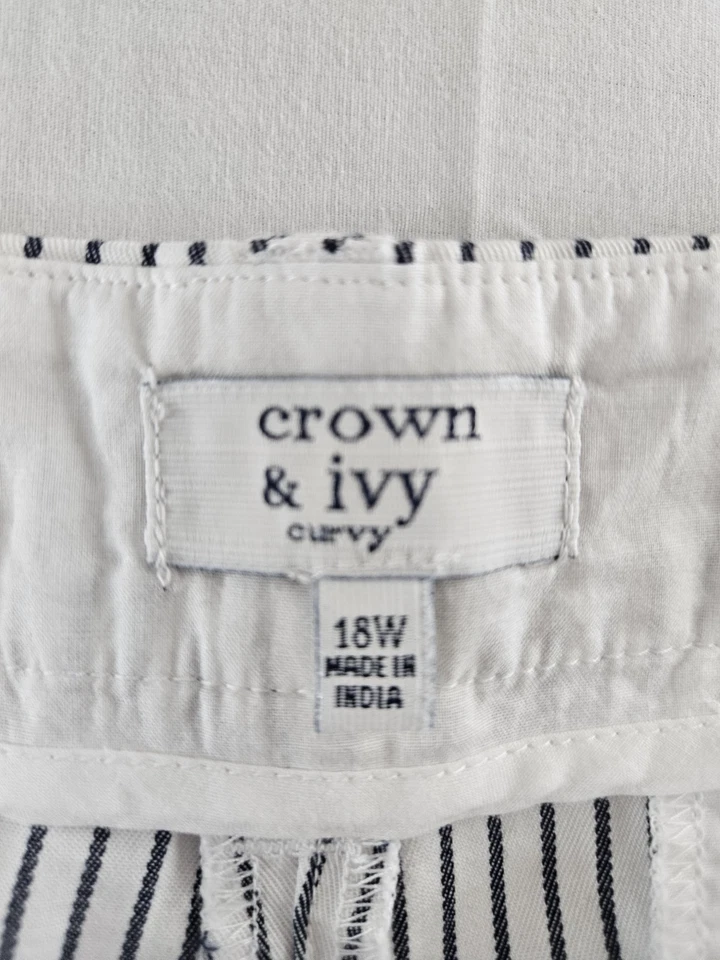 crown
& ivy
curvy
18W
MADE IN
INDIA